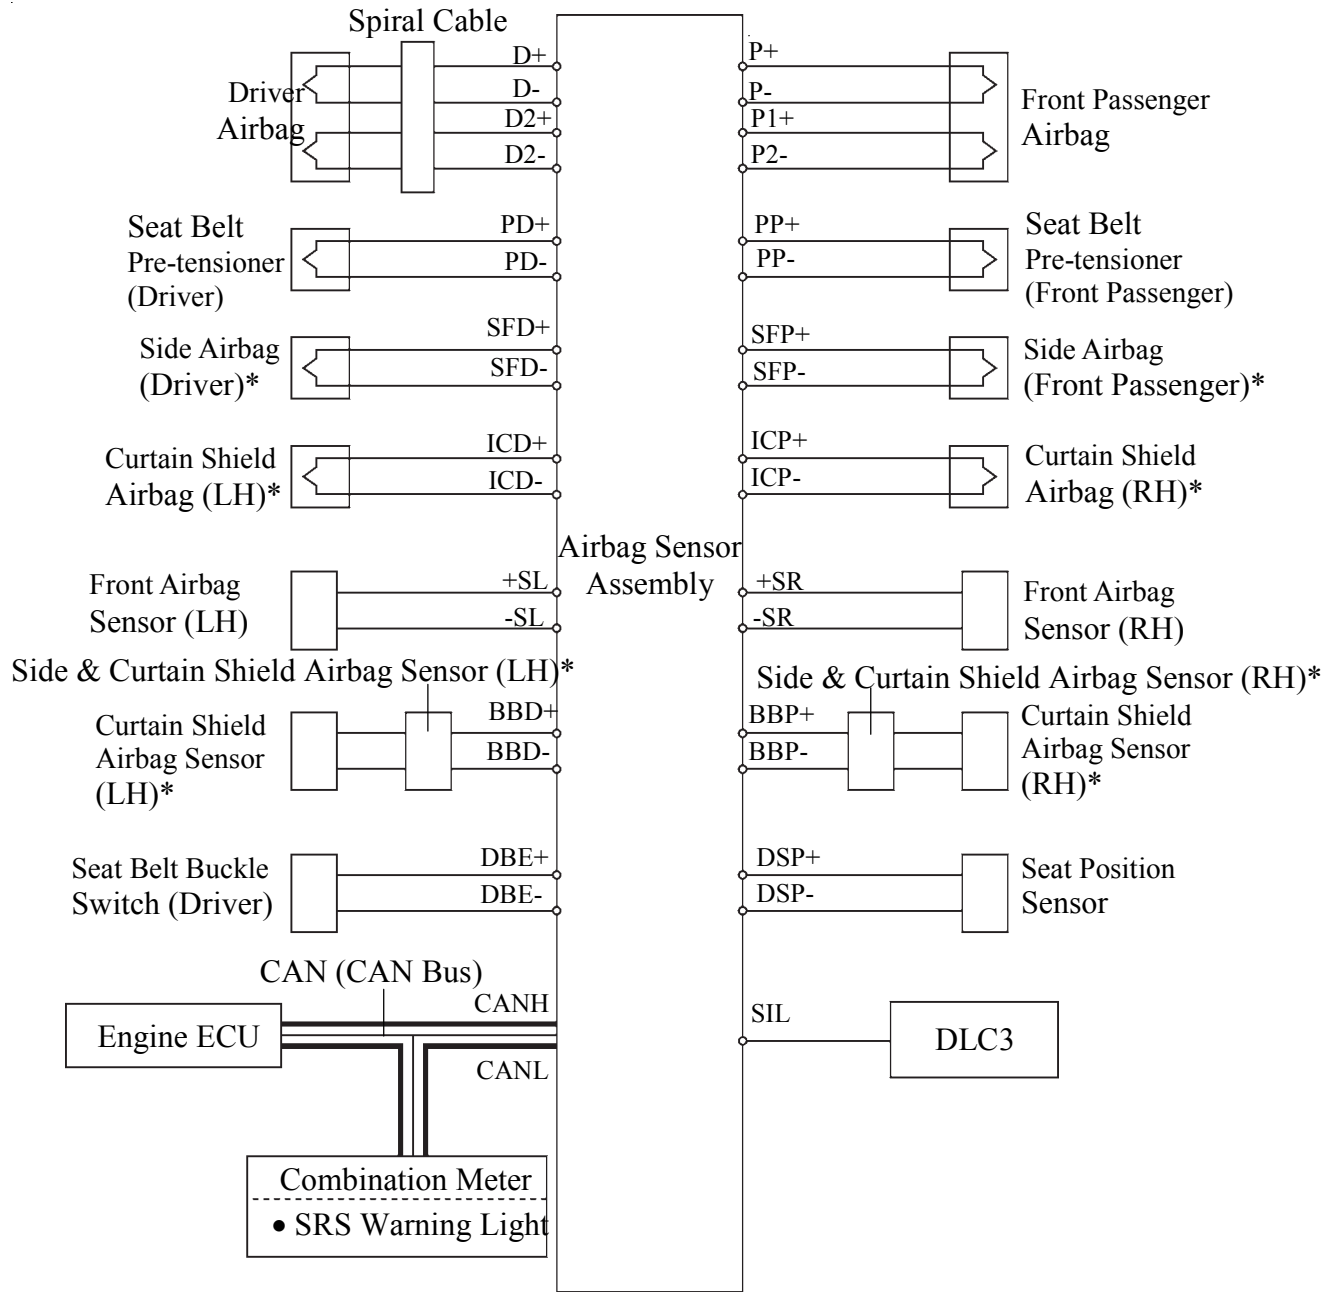 Spiral Cable
D+
D-
D2+
D2-
Driver
Airbag
P+
P-
P1+
P2-
Front Passenger
Airbag
Seat Belt
Pre-tensioner
(Driver)
PD+
PD-
PP+
PP-
Seat Belt
Pre-tensioner
(Front Passenger)
Side Airbag
(Driver)*
SFD+
SFD-
SFP+
SFP-
Side Airbag
(Front Passenger)*
Curtain Shield
Airbag (LH)*
ICD+
ICD-
ICP+
ICP-
Curtain Shield
Airbag (RH)*
Airbag Sensor
Assembly
Front Airbag
Sensor (LH)
+SL
-SL
+SR
-SR
Front Airbag
Sensor (RH)
Side & Curtain Shield Airbag Sensor (LH)*
Side & Curtain Shield Airbag Sensor (RH)*
Curtain Shield
Airbag Sensor
(LH)*
BBD+
BBD-
BBP+
BBP-
Curtain Shield
Airbag Sensor
(RH)*
Seat Belt Buckle
Switch (Driver)
DBE+
DBE-
DSP+
DSP-
Seat Position
Sensor
CAN (CAN Bus)
CANH
CANL
Engine ECU
SIL
DLC3
Combination Meter
• SRS Warning Light